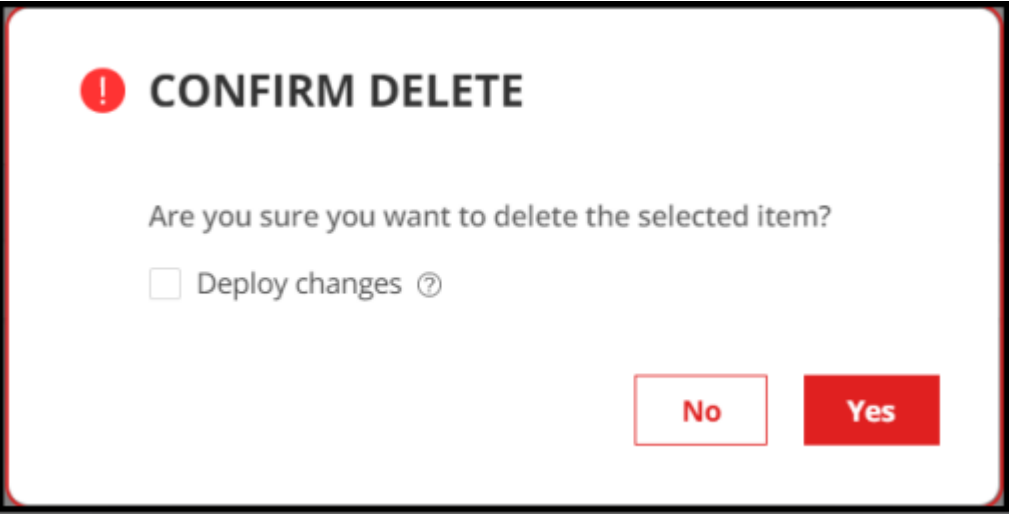 CONFIRM DELETE
Are you sure you want to delete the selected item?
Deploy changes ?
No
Yes